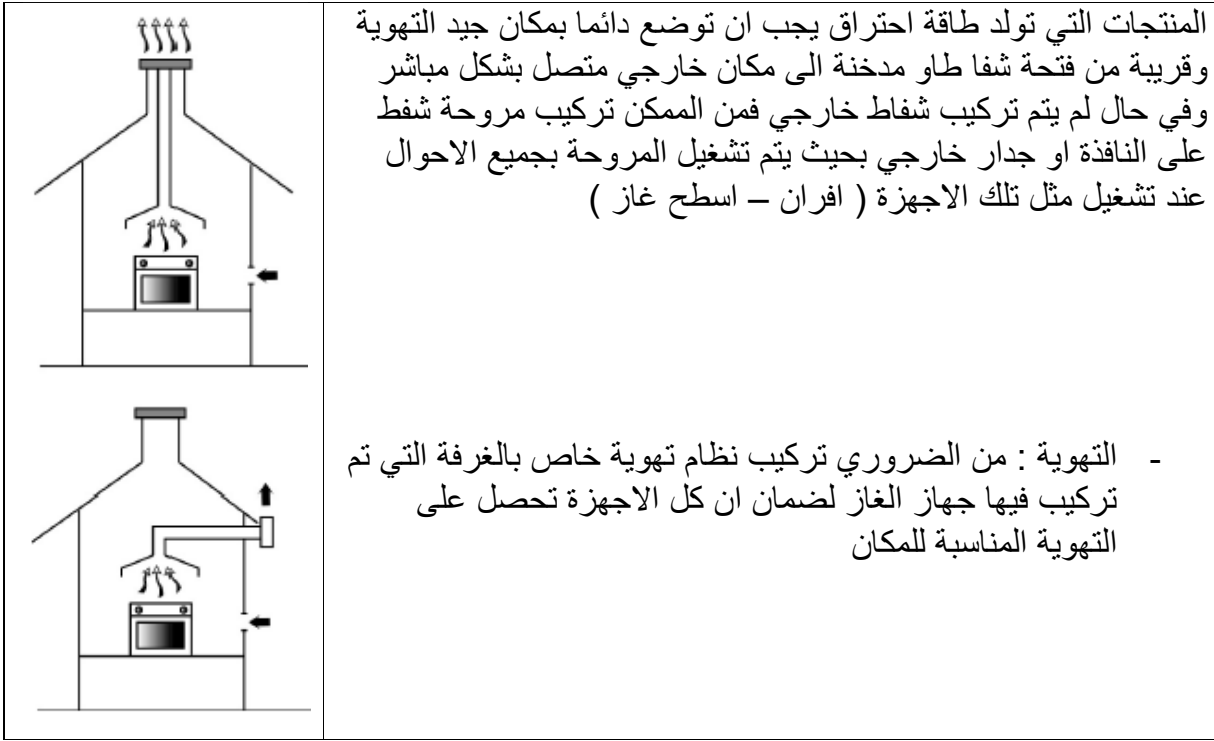 المنتجات التي تولد طاقة احتراق يجب ان توضع دائما بمكان جيد التهوية
وقريبة من فتحة شفا طاو مدخنة الى مكان خارجي متصل بشكل مباشر
وفي حال لم يتم تركيب شفاط خارجي فمن الممكن تركيب مروحة شفط
على النافذة او جدار خارجي بحيث يتم تشغيل المروحة بجميع الاحوال
عند تشغيل مثل تلك الاجهزة ( افران – اسطح غاز )
- التهوية : من الضروري تركيب نظام تهوية خاص بالغرفة التي تم
تركيب فيها جهاز الغاز لضمان ان كل الاجهزة تحصل على
التهوية المناسبة للمكان